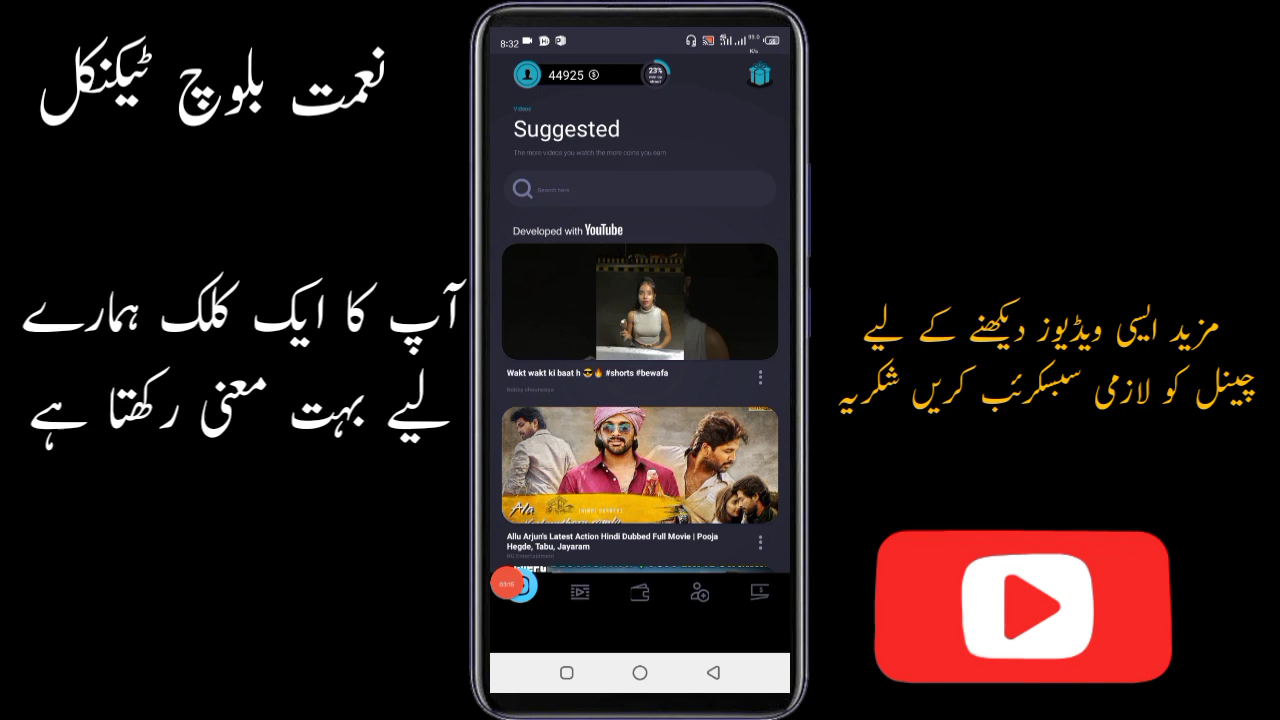 نعمت بلوچ ٹیکنکل
آپ کا ایک کلک ہمارے
لیے بہت معنی رکھتا ہے
8:32
44925
23%
Videos
Suggested
The more videos you watch the more coins you earn
Search here ...
Developed with YouTube
Wakt wakt ki baat h 😎🔥 #shorts #bewafa
Ala
Allu Arjun's Latest Action Hindi Dubbed Full Movie | Pooja
Hegde, Tabu, Jayaram
03:16
مزید ایسی ویڈیوز دیکھنے کے لیے
چینل کو لازمی سبسکرائب کریں شکریہ